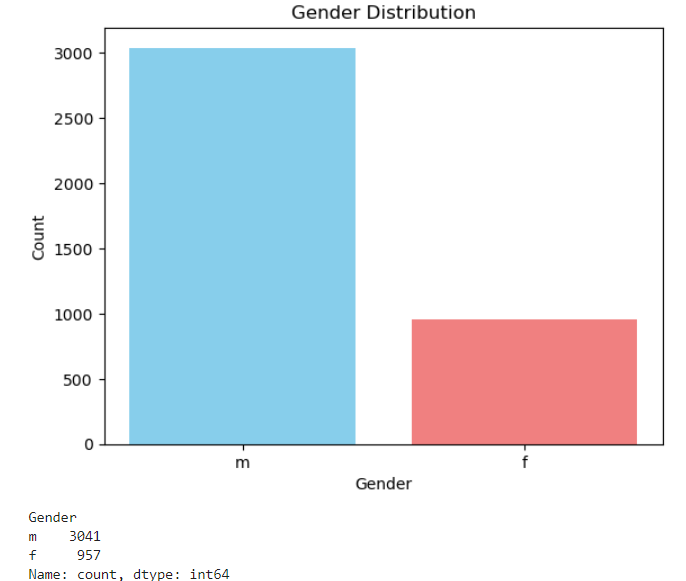 Gender Distribution
3000
2500
2000
1500
1000
500
0
Count
m f
Gender
Gender
m 3041
f 957
Name: count, dtype: int64